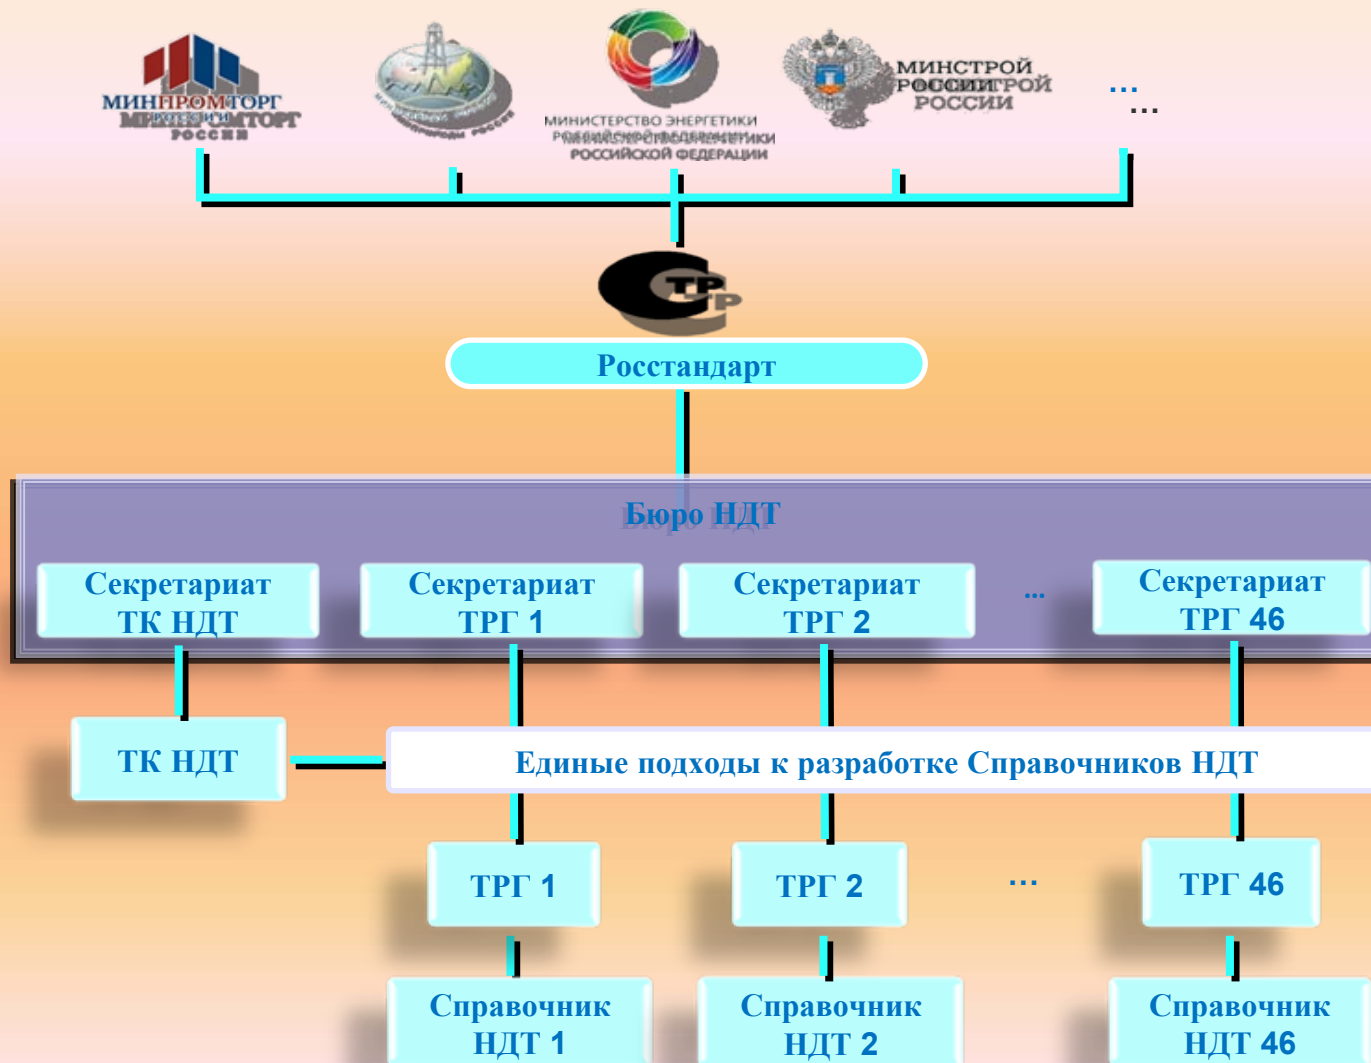 МИНПРОМТОРГ
РОССИИ
МИНИСТЕРСТВО ЭНЕРГЕТИКИ
РОССИЙСКОЙ ФЕДЕРАЦИИ
МИНСТРОЙ
РОССИИ
...
ТР
Росстандарт
Бюро НДТ
Секретариат
ТК НДТ
Секретариат
ТРГ 1
Секретариат
ТРГ 2
...
Секретариат
ТРГ 46
ТК НДТ
Единые подходы к разработке Справочников НДТ
ТРГ 1
ТРГ 2
...
ТРГ 46
Справочник
НДТ 1
Справочник
НДТ 2
Справочник
НДТ 46